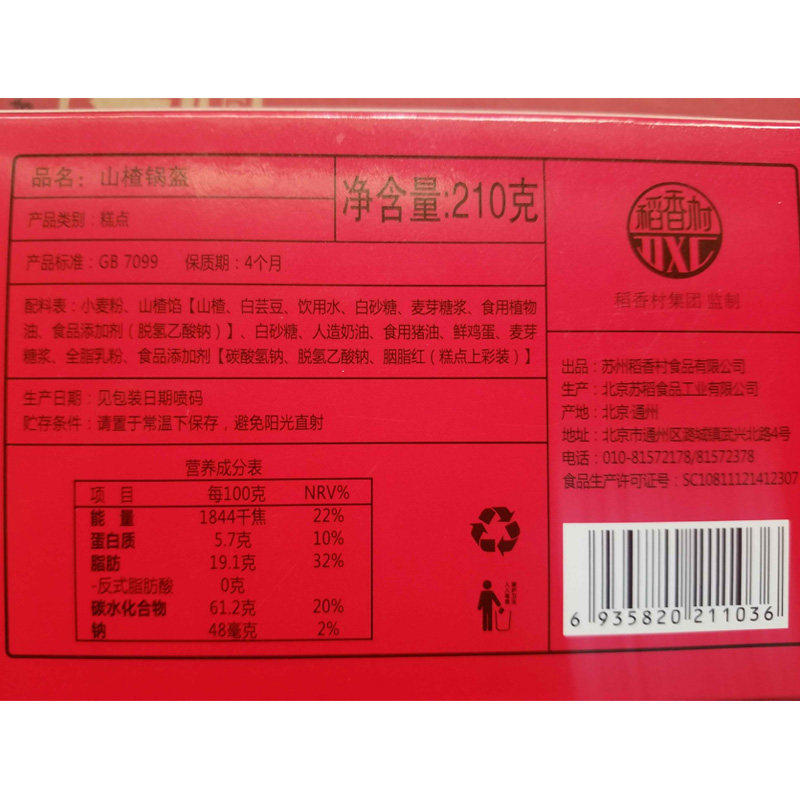 品名：山楂锅盔
净含量:210克
产品类别：糕点
产品标准：GB 7099 保质期：4个月
配料表：小麦粉、山楂馅【山楂、白芸豆、饮用水、白砂糖、麦芽糖浆、食用植物
油、食品添加剂（脱氢乙酸钠）】、白砂糖、人造奶油、食用猪油、鲜鸡蛋、麦芽
糖浆、全脂乳粉、食品添加剂【碳酸氢钠、脱氢乙酸钠、胭脂红（糕点上彩装）】
生产日期：见包装日期喷码
贮存条件：请置于常温下保存，避免阳光直射
营养成分表
项 目 每100克 NRV%
能 量 1844千焦 22%
蛋白质 5.7克 10%
脂肪 19.1克 32%
-反式脂肪酸 0克
碳水化合物 61.2克 20%
钠 48毫克 2%
稻香村
DXC
稻香村集团 监制
出品：苏州稻香村食品有限公司
生产：北京苏稻食品工业有限公司
产地：北京·通州
地址：北京市通州区潞城镇武兴北路4号
电话：010-81572178/81572378
食品生产许可证号：SC10811121412307
6 935820 211036